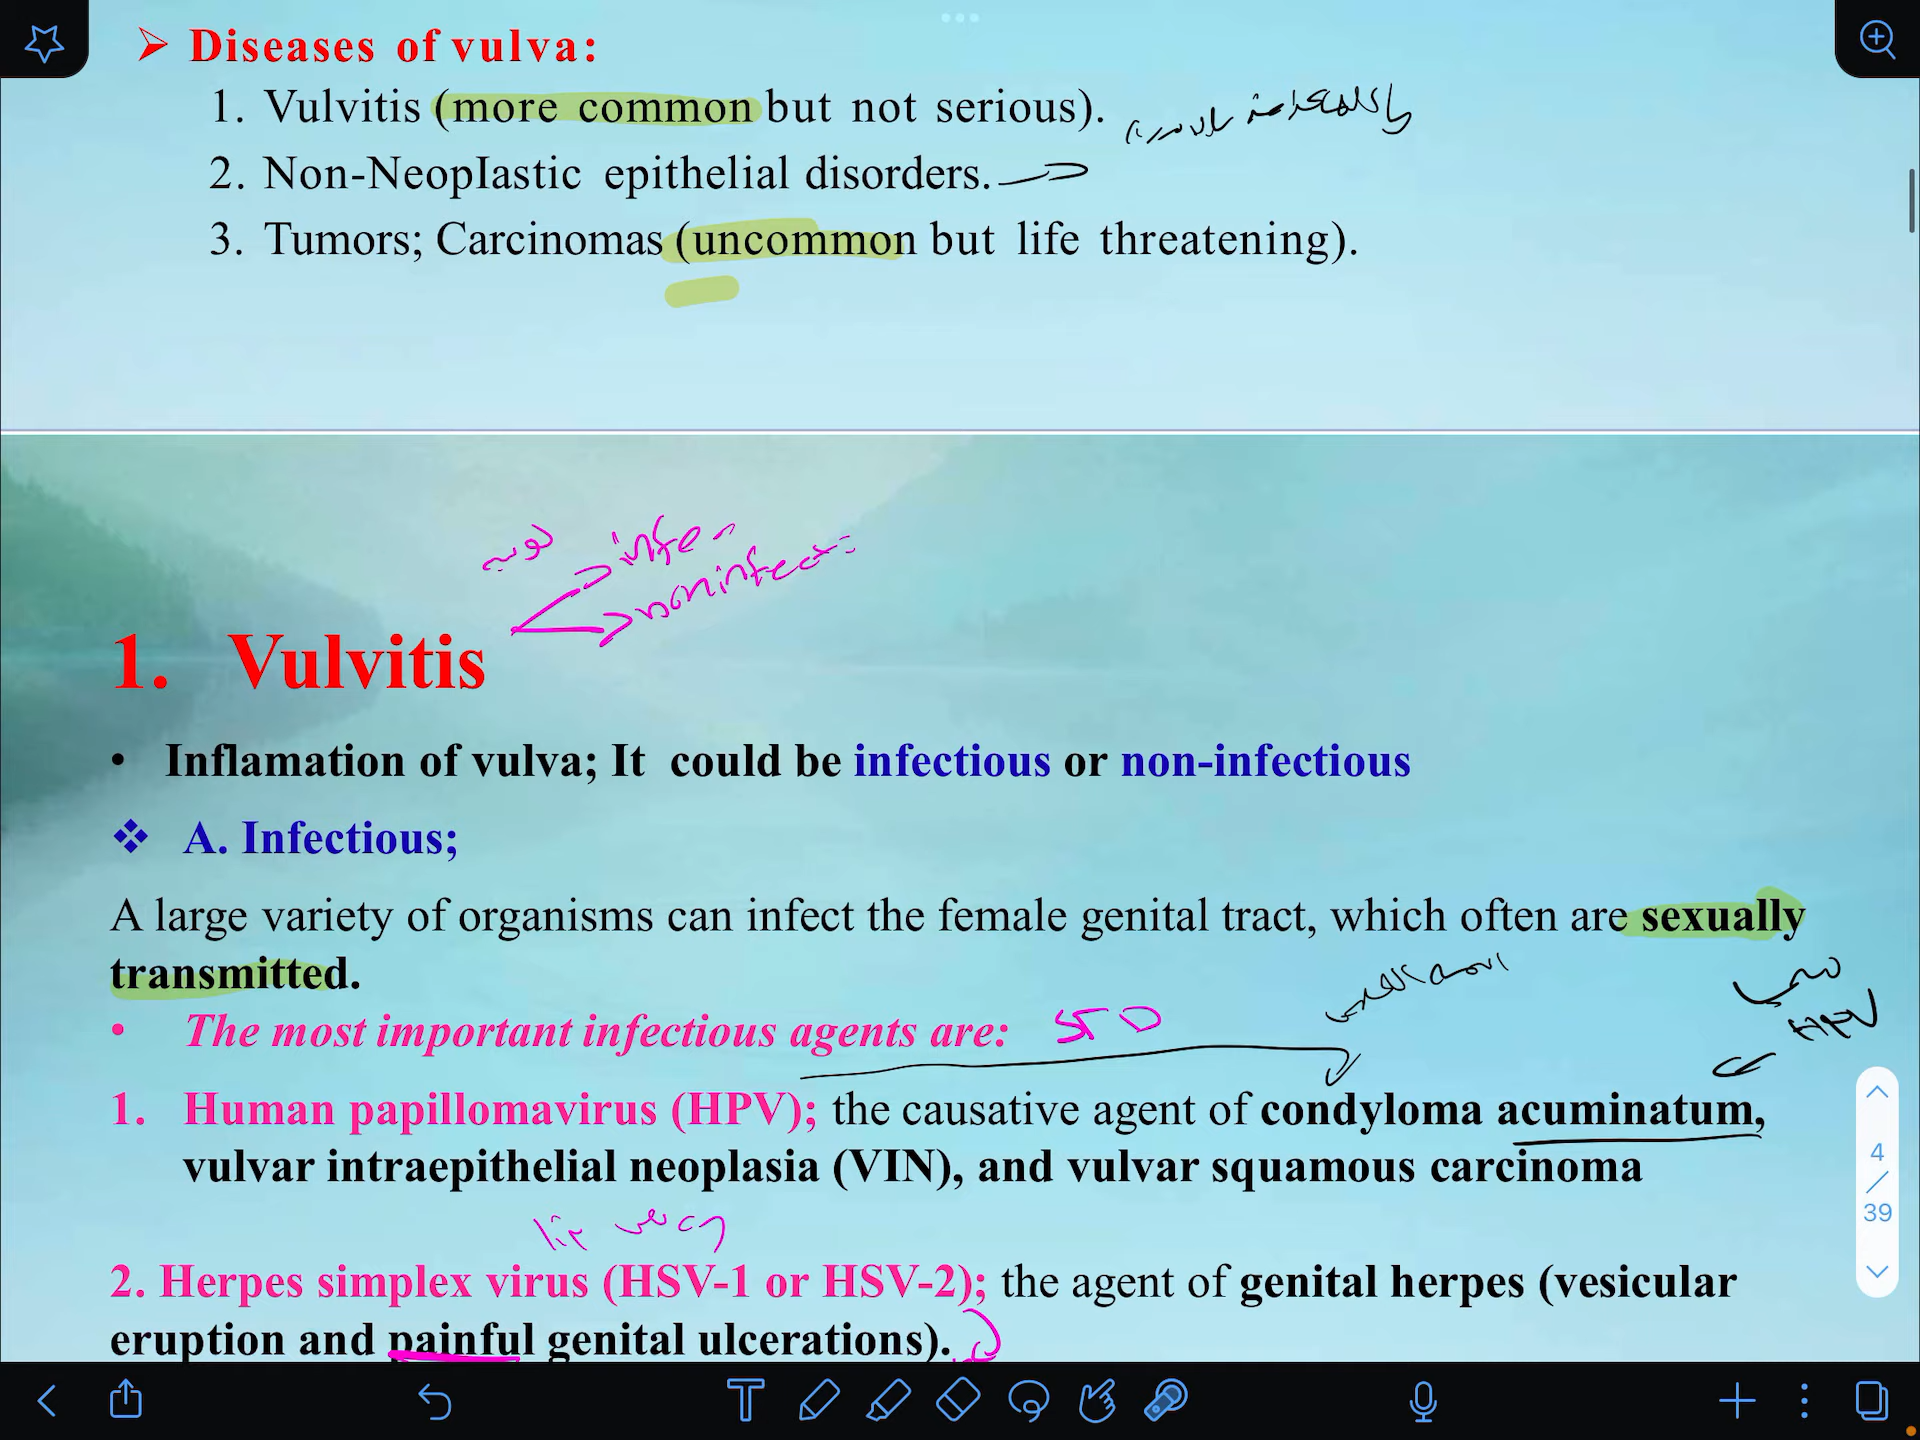 ➢ Diseases of vulva:
1. Vulvitis (more common but not serious).
2. Non-NeopIastic epithelial disorders.
3. Tumors; Carcinomas (uncommon but life threatening).
infe
noninfect
1. Vulvitis
• Inflamation of vulva; It could be infectious or non-infectious
❖ A. Infectious;
A large variety of organisms can infect the female genital tract, which often are sexually
transmitted.
• The most important infectious agents are: STD
HPV
1. Human papillomavirus (HPV); the causative agent of condyloma acuminatum,
vulvar intraepithelial neoplasia (VIN), and vulvar squamous carcinoma
2. Herpes simplex virus (HSV-1 or HSV-2); the agent of genital herpes (vesicular
eruption and painful genital ulcerations).
4
/
39